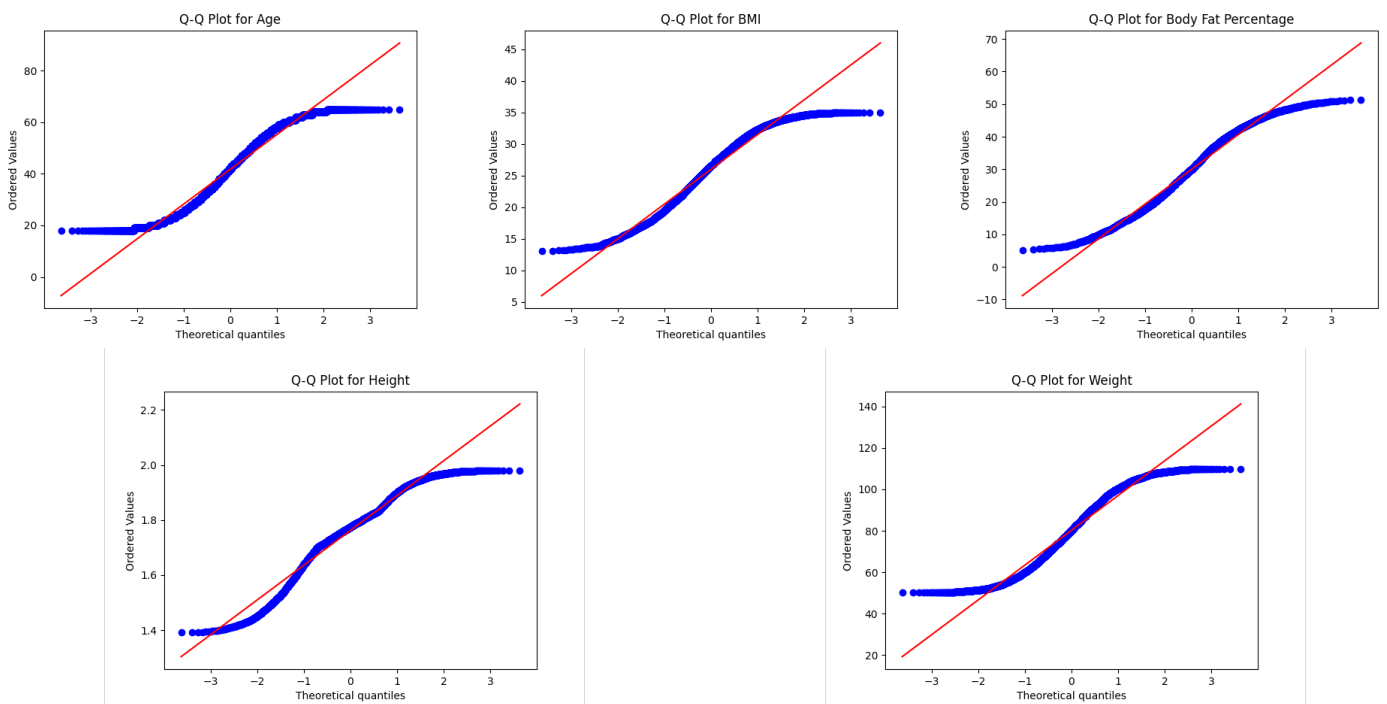 Q-Q Plot for Age
80
60
40
20
0
Ordered Values
−3 −2 −1 0 1 2 3
Theoretical quantiles
Q-Q Plot for BMI
45
40
35
30
25
20
15
10
5
Ordered Values
−3 −2 −1 0 1 2 3
Theoretical quantiles
Q-Q Plot for Body Fat Percentage
70
60
50
40
30
20
10
0
−10
Ordered Values
−3 −2 −1 0 1 2 3
Theoretical quantiles
Q-Q Plot for Height
2.2
2.0
1.8
1.6
1.4
Ordered Values
−3 −2 −1 0 1 2 3
Theoretical quantiles
Q-Q Plot for Weight
140
120
100
80
60
40
20
Ordered Values
−3 −2 −1 0 1 2 3
Theoretical quantiles